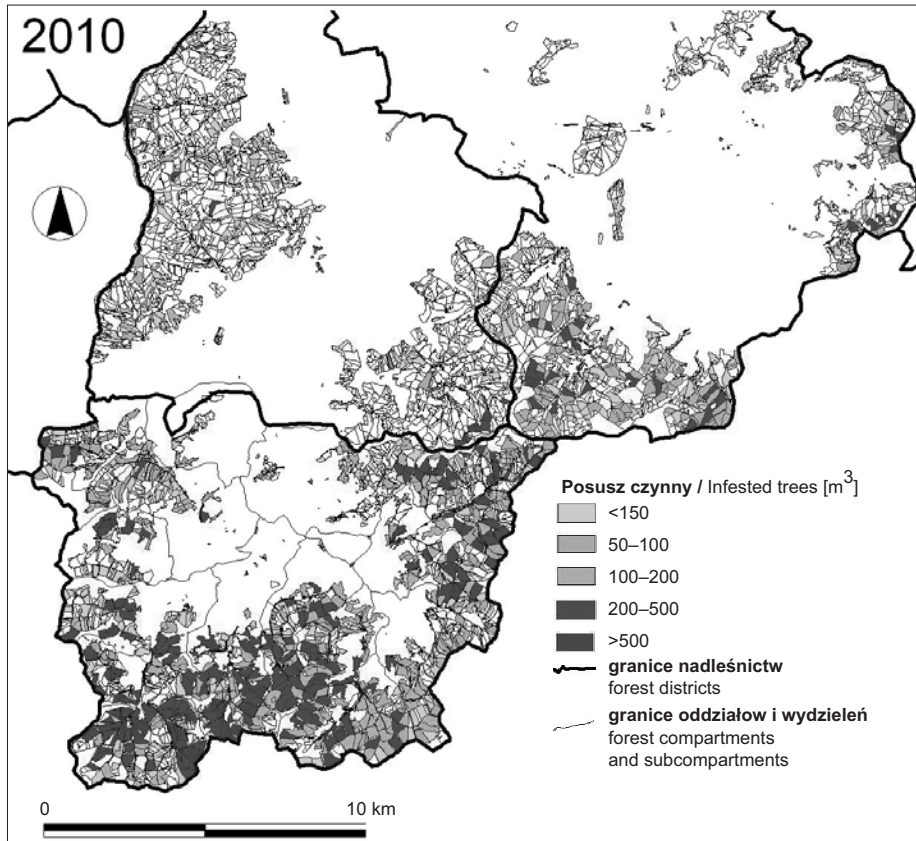 2010
Posusz czynny / Infested trees [m³]
<150
50–100
100–200
200–500
>500
granice nadleśnictw
forest districts
granice oddziałow i wydzieleń
forest compartments
and subcompartments
0 10 km